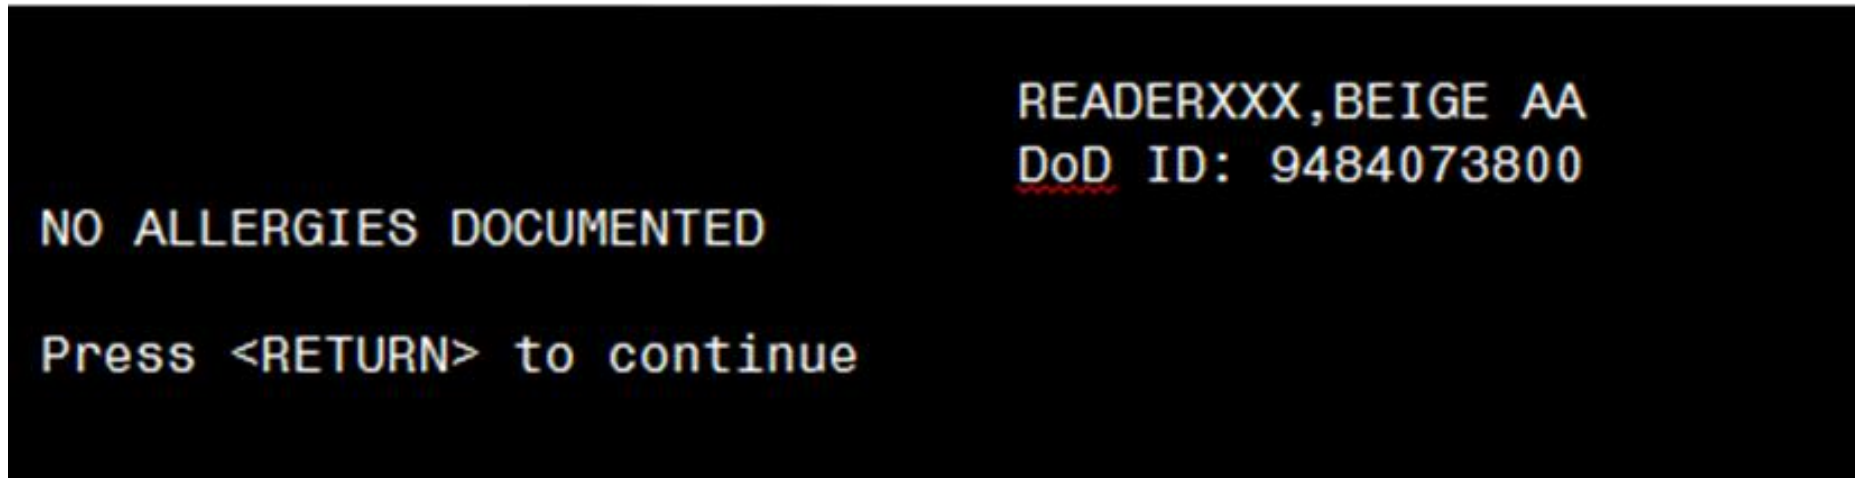 READERXXX,BEIGE AA
DoD ID: 9484073800
NO ALLERGIES DOCUMENTED
Press <RETURN> to continue